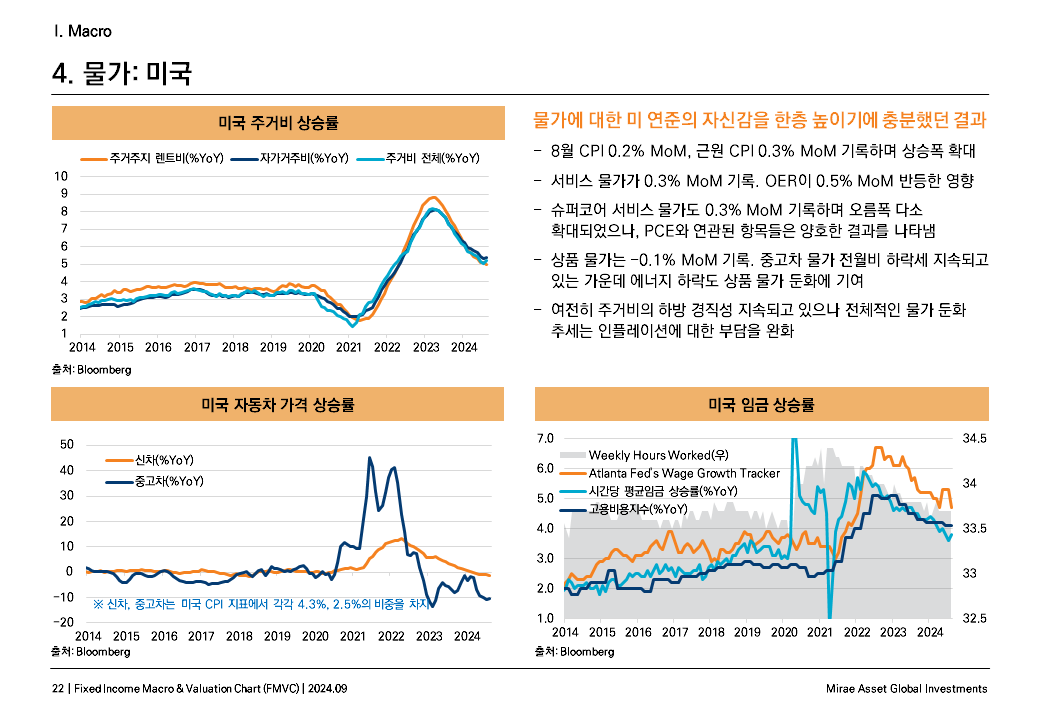 I. Macro
4. 물가: 미국
미국 주거비 상승률
주거주지 렌트비(%YoY)
자가거주비(%YoY)
주거비 전체(%YoY)
10
9
8
7
6
5
4
3
2
1
2014 2015 2016 2017 2018 2019 2020 2021 2022 2023 2024
출처: Bloomberg
물가에 대한 미 연준의 자신감을 한층 높이기에 충분했던 결과
- 8월 CPI 0.2% MoM, 근원 CPI 0.3% MoM 기록하며 상승폭 확대
- 서비스 물가가 0.3% MoM 기록. OER이 0.5% MoM 반등한 영향
- 슈퍼코어 서비스 물가도 0.3% MoM 기록하며 오름폭 다소
확대되었으나, PCE와 연관된 항목들은 양호한 결과를 나타냄
- 상품 물가는 -0.1% MoM 기록. 중고차 물가 전월비 하락세 지속되고
있는 가운데 에너지 하락도 상품 물가 둔화에 기여
- 여전히 주거비의 하방 경직성 지속되고 있으나 전체적인 물가 둔화
추세는 인플레이션에 대한 부담을 완화
미국 자동차 가격 상승률
50
40
30
20
10
0
-10
-20
신차(%YoY)
중고차(%YoY)
※ 신차, 중고차는 미국 CPI 지표에서 각각 4.3%, 2.5%의 비중을 차지
2014 2015 2016 2017 2018 2019 2020 2021 2022 2023 2024
출처: Bloomberg
미국 임금 상승률
7.0
6.0
5.0
4.0
3.0
2.0
1.0
Weekly Hours Worked(우)
Atlanta Fed's Wage Growth Tracker
시간당 평균임금 상승률(%YoY)
고용비용지수(%YoY)
34.5
34
33.5
33
32.5
2014 2015 2016 2017 2018 2019 2020 2021 2022 2023 2024
출처: Bloomberg
22 | Fixed Income Macro & Valuation Chart (FMVC) | 2024.09
Mirae Asset Global Investments